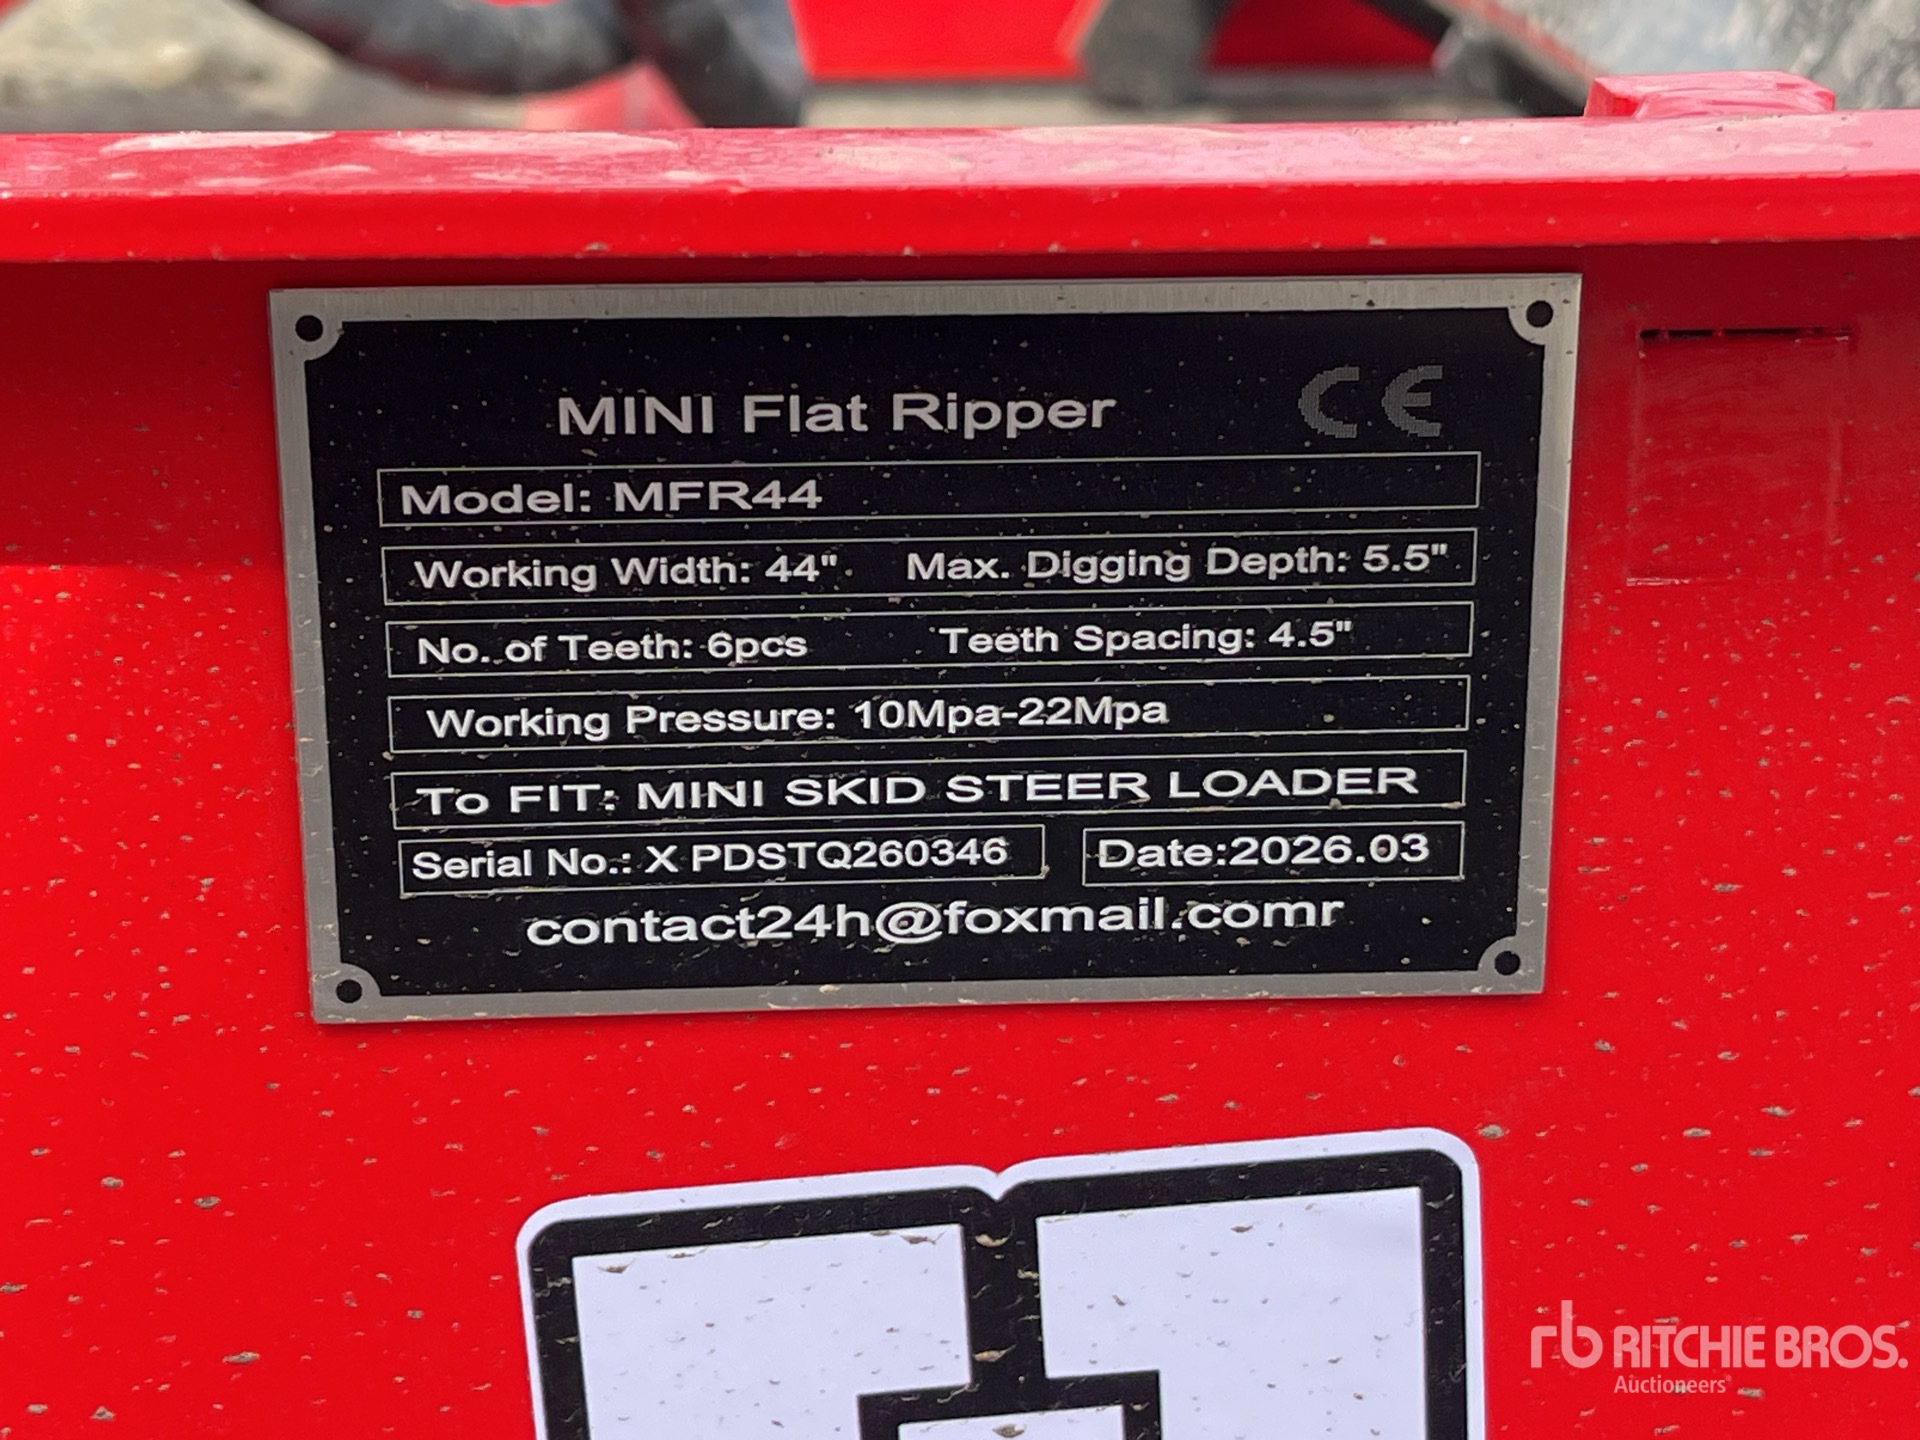 MINI Flat Ripper CE
Model: MFR44
Working Width: 44" Max. Digging Depth: 5.5"
No. of Teeth: 6pcs Teeth Spacing: 4.5"
Working Pressure: 10Mpa-22Mpa
To FIT: MINI SKID STEER LOADER
Serial No.: X PDSTQ260346 Date:2026.03
contact24h@foxmail.comr
rb RITCHIE BROS.
Auctioneers